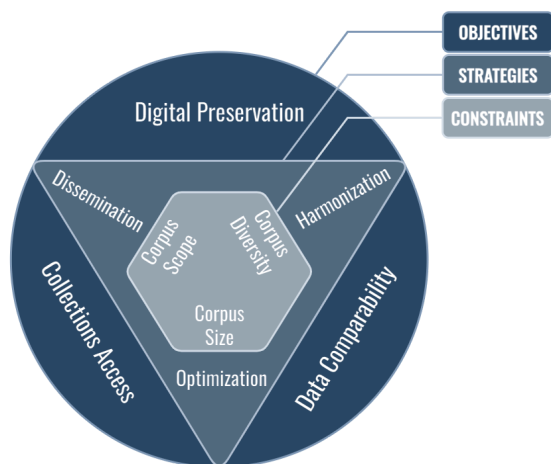 OBJECTIVES
STRATEGIES
CONSTRAINTS
Digital Preservation
Dissemination
Harmonization
Corpus
Scope
Corpus
Diversity
Corpus
Size
Optimization
Collections Access
Data Comparability